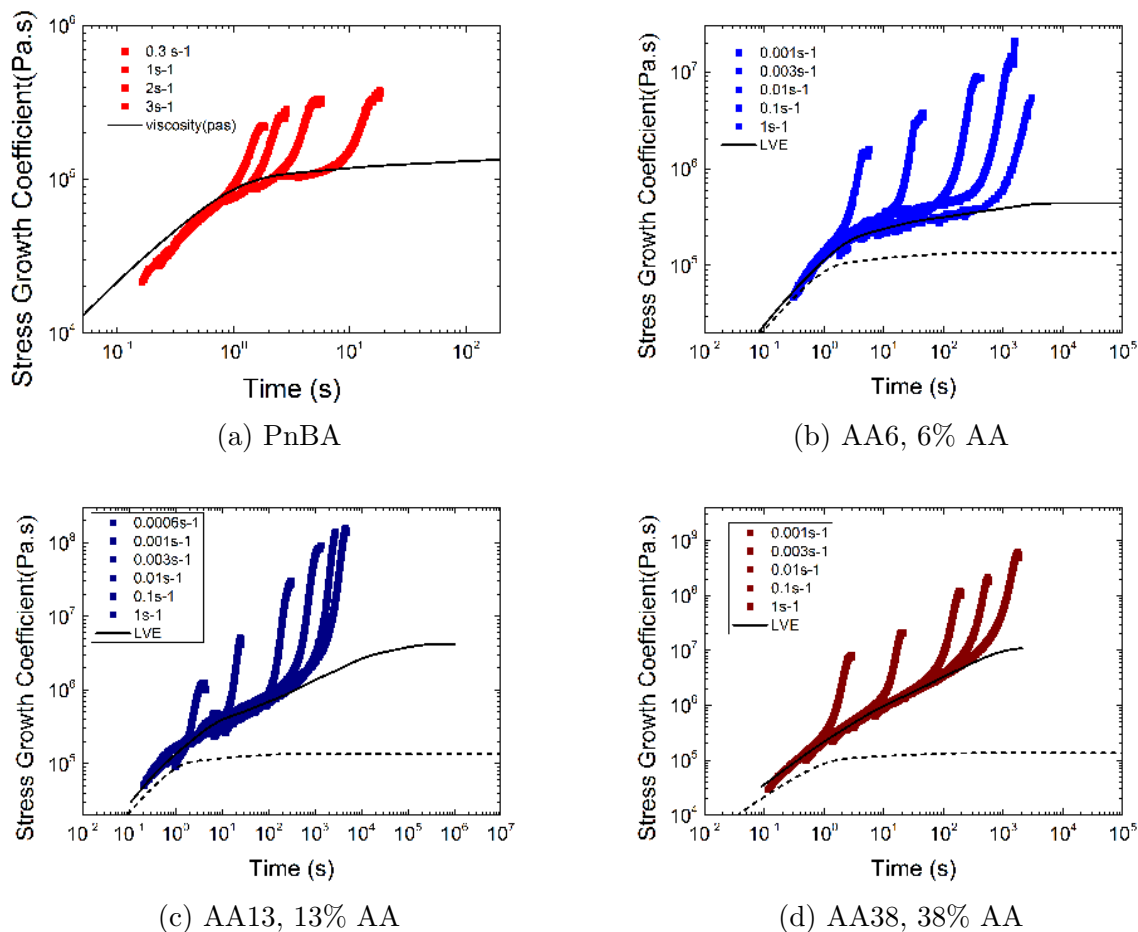 10^6
10^5
10^4
Stress Growth Coefficient(Pa.s)
0.3 s-1
1s-1
2s-1
3s-1
viscosity(pas)
10^-1 10^0 10^1 10^2
Time (s)
(a) PnBA
10^7
10^6
10^5
Stress Growth Coefficient(Pa.s)
0.001s-1
0.003s-1
0.01s-1
0.1s-1
1s-1
LVE
10^-2 10^-1 10^0 10^1 10^2 10^3 10^4 10^5
Time (s)
(b) AA6, 6% AA
10^8
10^7
10^6
10^5
Stress Growth Coefficient(Pa.s)
0.0006s-1
0.001s-1
0.003s-1
0.01s-1
0.1s-1
1s-1
LVE
10^-2 10^-1 10^0 10^1 10^2 10^3 10^4 10^5 10^6 10^7
Time (s)
(c) AA13, 13% AA
10^9
10^8
10^7
10^6
10^5
10^4
Stress Growth Coefficient(Pa.s)
0.001s-1
0.003s-1
0.01s-1
0.1s-1
1s-1
LVE
10^-2 10^-1 10^0 10^1 10^2 10^3 10^4 10^5
Time (s)
(d) AA38, 38% AA